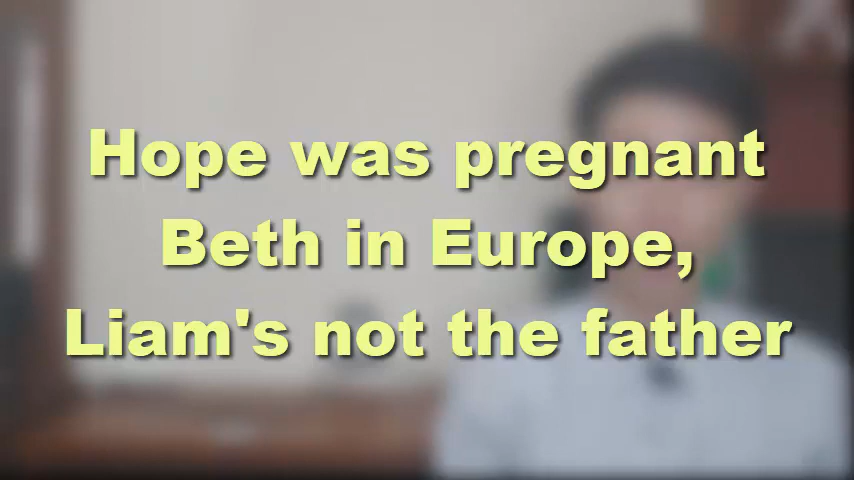 Hope was pregnant
Beth in Europe,
Liam's not the father